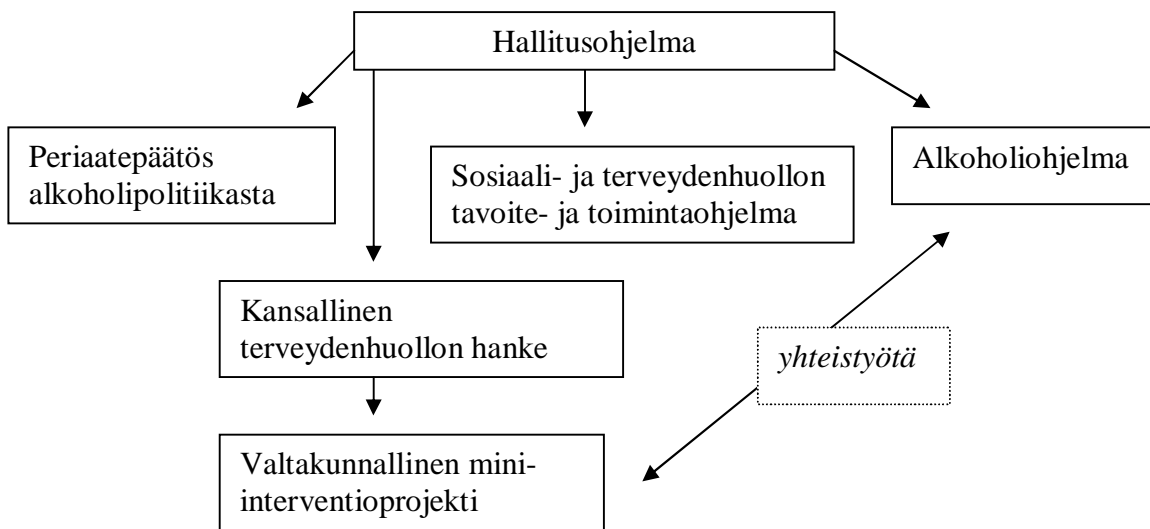 Hallitusohjelma
Periaatepäätös
alkoholipolitiikasta
Sosiaali- ja terveydenhuollon
tavoite- ja toimintaohjelma
Alkoholiohjelma
Kansallinen
terveydenhuollon hanke
yhteistyötä
Valtakunnallinen mini-
interventioprojekti